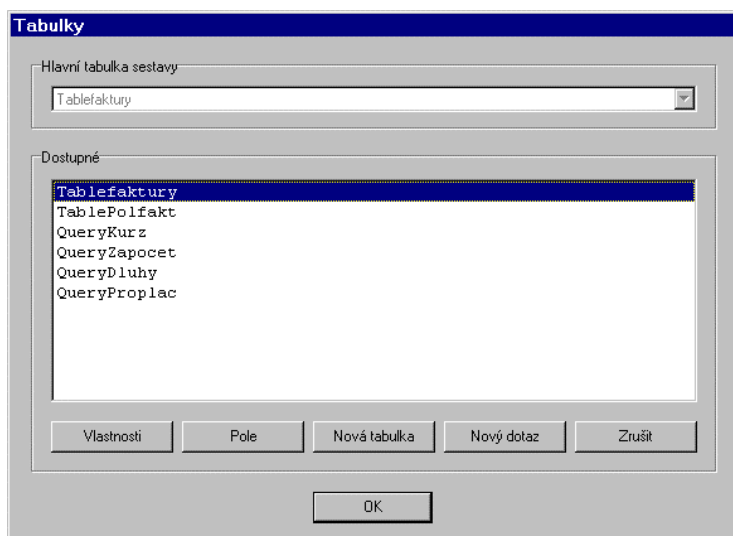 Tabulky
Hlavní tabulka sestavy
Tablefaktury
Dostupné
Tablefaktury
TablePolfakt
QueryKurz
QueryZapocet
QueryDluhy
QueryProplac
Vlastnosti Pole Nová tabulka Nový dotaz Zrušit
OK